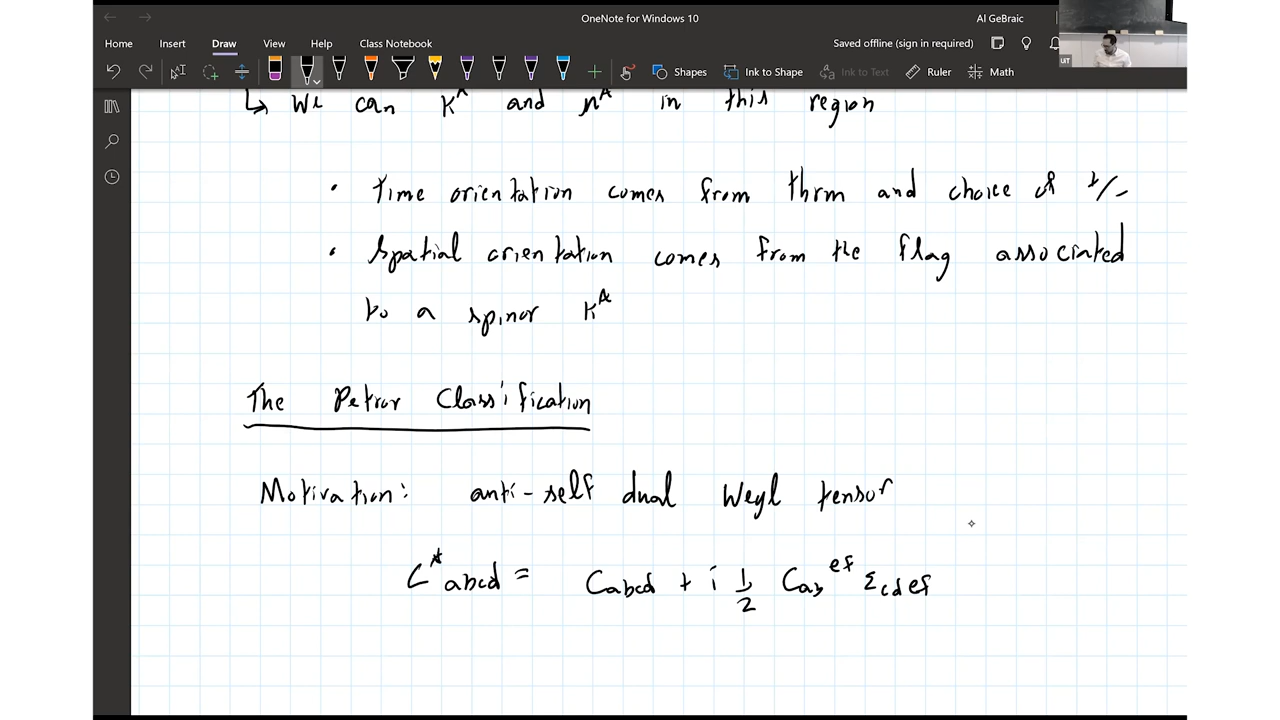 OneNote for Windows 10
Al GeBraic
Home Insert Draw View Help Class Notebook
Saved offline (sign in required)
Shapes Ink to Shape Ink to Text Ruler Math
UiT
↳ We can K^A and n^A in this region
• Time orientation comes from thrm and choice of +/-
• Spatial orientation comes from the flag associated
to a spinor K^A
The Petrov Classification
Motivation: anti-self dual Weyl tensor
C*abcd = Cabcd + i 1/2 Cab^ef Σcdef